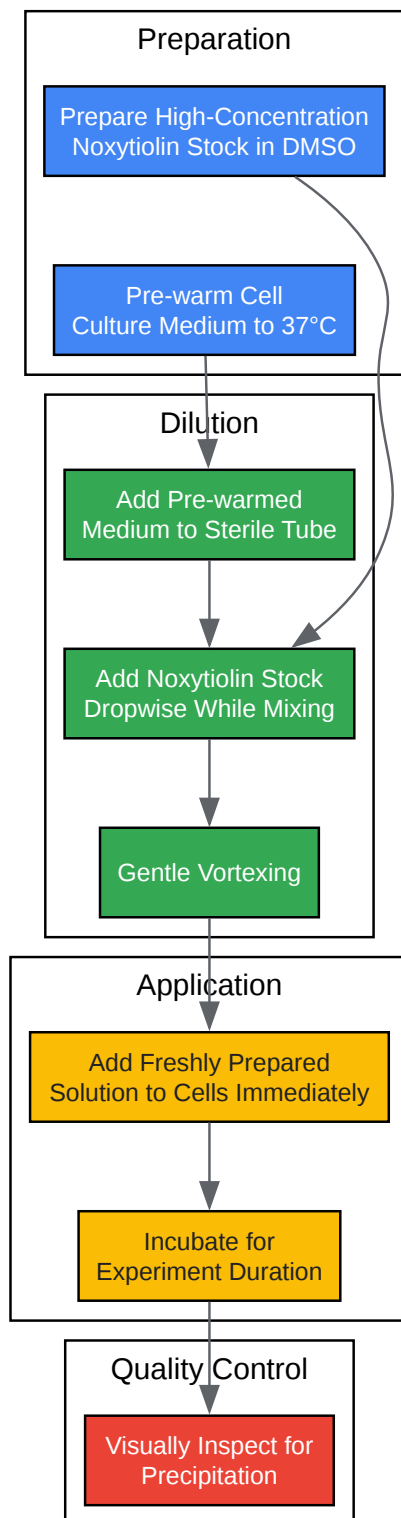 Preparation
Prepare High-Concentration
Noxytiolin Stock in DMSO
Pre-warm Cell
Culture Medium to 37°C
Dilution
Add Pre-warmed
Medium to Sterile Tube
Add Noxytiolin Stock
Dropwise While Mixing
Gentle Vortexing
Application
Add Freshly Prepared
Solution to Cells Immediately
Incubate for
Experiment Duration
Quality Control
Visually Inspect for
Precipitation